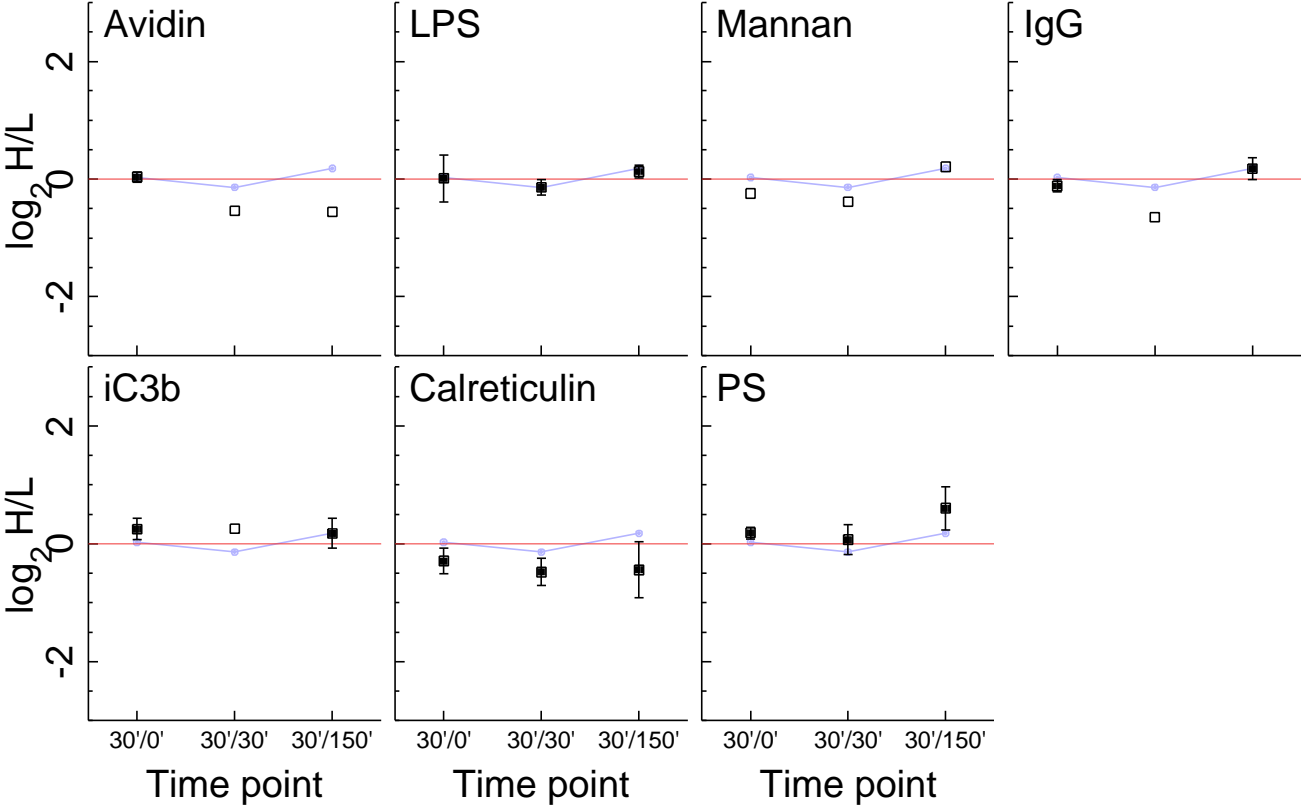 Avidin LPS Mannan IgG
log2 H/L
2
0
-2
iC3b Calreticulin PS
log2 H/L
2
0
-2
30'/0' 30'/30' 30'/150' 30'/0' 30'/30' 30'/150' 30'/0' 30'/30' 30'/150'
Time point Time point Time point